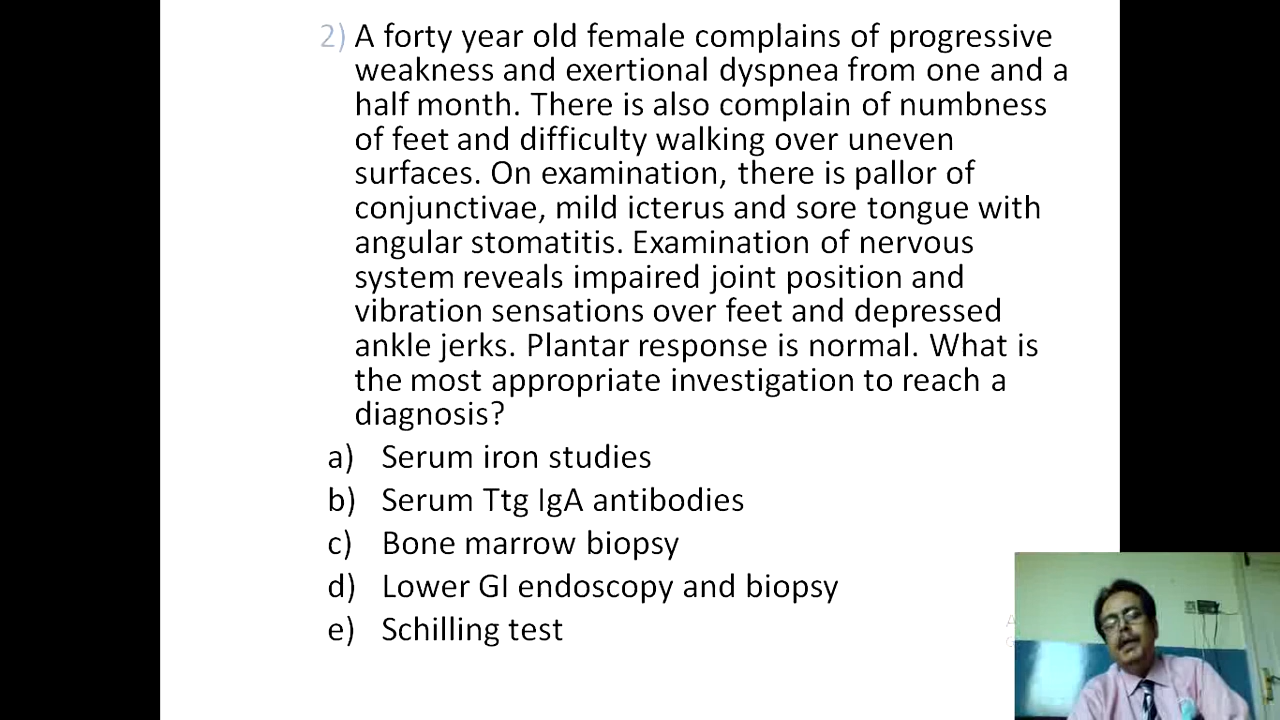 2) A forty year old female complains of progressive
weakness and exertional dyspnea from one and a
half month. There is also complain of numbness
of feet and difficulty walking over uneven
surfaces. On examination, there is pallor of
conjunctivae, mild icterus and sore tongue with
angular stomatitis. Examination of nervous
system reveals impaired joint position and
vibration sensations over feet and depressed
ankle jerks. Plantar response is normal. What is
the most appropriate investigation to reach a
diagnosis?
a) Serum iron studies
b) Serum Ttg IgA antibodies
c) Bone marrow biopsy
d) Lower GI endoscopy and biopsy
e) Schilling test